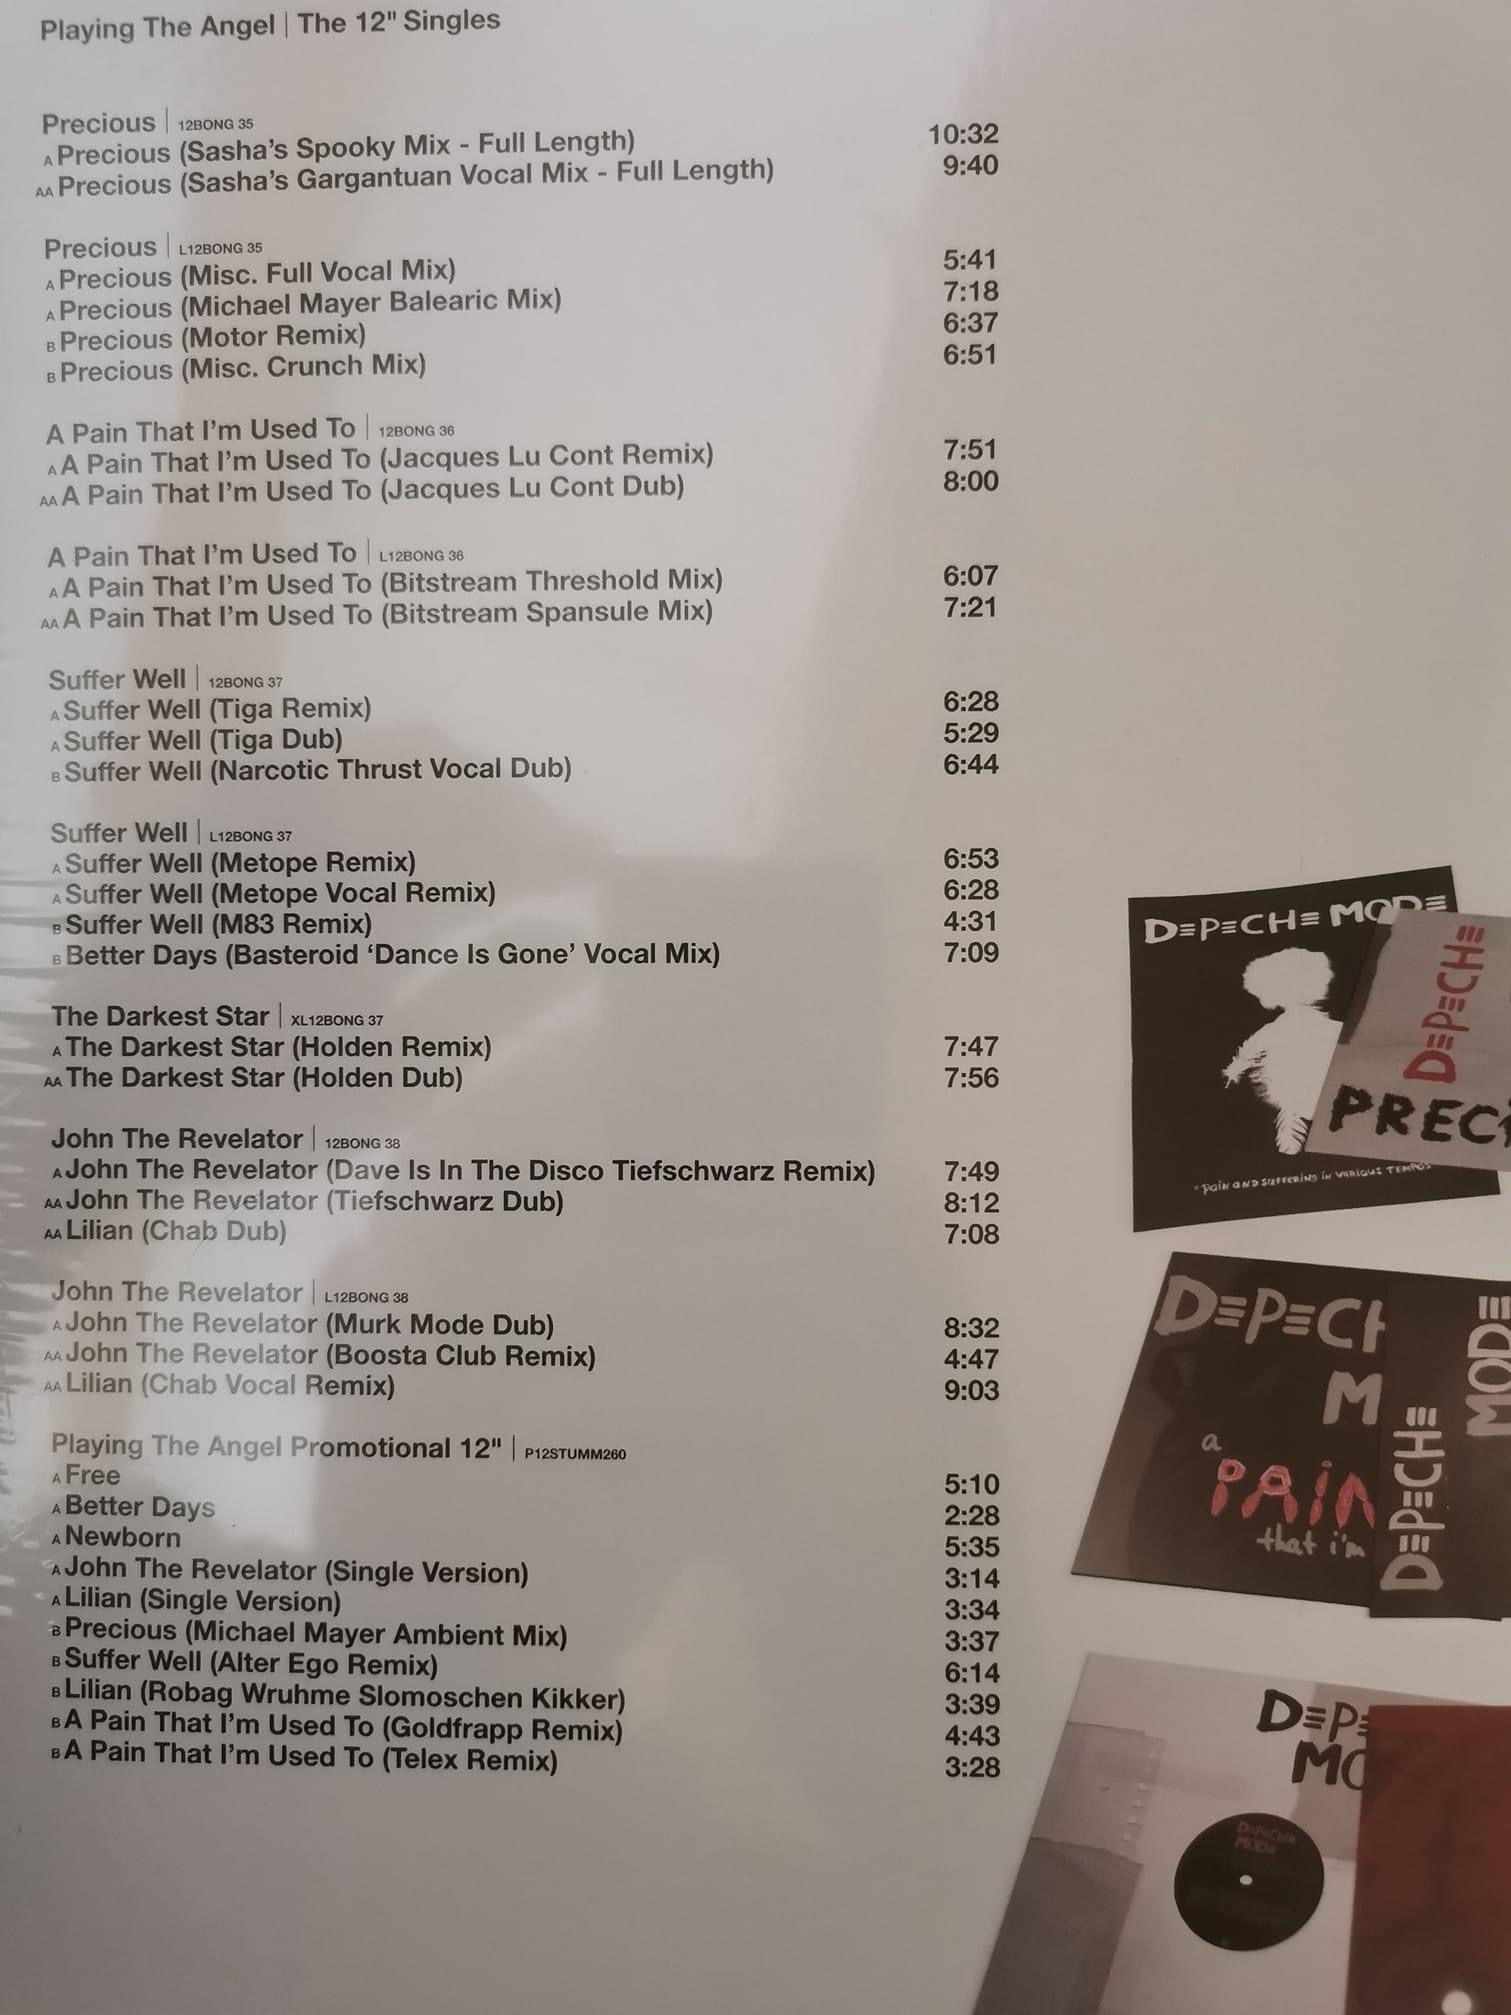 Playing The Angel | The 12" Singles
Precious | 12BONG 35
A Precious (Sasha's Spooky Mix - Full Length) 10:32
AA Precious (Sasha's Gargantuan Vocal Mix - Full Length) 9:40
Precious | L12BONG 35
A Precious (Misc. Full Vocal Mix) 5:41
A Precious (Michael Mayer Balearic Mix) 7:18
B Precious (Motor Remix) 6:37
B Precious (Misc. Crunch Mix) 6:51
A Pain That I'm Used To | 12BONG 36
A A Pain That I'm Used To (Jacques Lu Cont Remix) 7:51
AA A Pain That I'm Used To (Jacques Lu Cont Dub) 8:00
A Pain That I'm Used To | L12BONG 36
A A Pain That I'm Used To (Bitstream Threshold Mix) 6:07
AA A Pain That I'm Used To (Bitstream Spansule Mix) 7:21
Suffer Well | 12BONG 37
A Suffer Well (Tiga Remix) 6:28
A Suffer Well (Tiga Dub) 5:29
B Suffer Well (Narcotic Thrust Vocal Dub) 6:44
Suffer Well | L12BONG 37
A Suffer Well (Metope Remix) 6:53
A Suffer Well (Metope Vocal Remix) 6:28
B Suffer Well (M83 Remix) 4:31
B Better Days (Basteroid 'Dance Is Gone' Vocal Mix) 7:09
The Darkest Star | XL12BONG 37
A The Darkest Star (Holden Remix) 7:47
AA The Darkest Star (Holden Dub) 7:56
John The Revelator | 12BONG 38
A John The Revelator (Dave Is In The Disco Tiefschwarz Remix) 7:49
AA John The Revelator (Tiefschwarz Dub) 8:12
AA Lilian (Chab Dub) 7:08
John The Revelator | L12BONG 38
A John The Revelator (Murk Mode Dub) 8:32
AA John The Revelator (Boosta Club Remix) 4:47
AA Lilian (Chab Vocal Remix) 9:03
Playing The Angel Promotional 12" | P12STUMM260
A Free 5:10
A Better Days 2:28
A Newborn 5:35
A John The Revelator (Single Version) 3:14
A Lilian (Single Version) 3:34
B Precious (Michael Mayer Ambient Mix) 3:37
B Suffer Well (Alter Ego Remix) 6:14
B Lilian (Robag Wruhme Slomoschen Kikker) 3:39
B A Pain That I'm Used To (Goldfrapp Remix) 4:43
B A Pain That I'm Used To (Telex Remix) 3:28
DEPECHE MODE
"PAIN AND SUFFERING IN VARIOUS TEMPOS
DEPECHE
PRECI
DEPECH
M
a
PAIN
that i'm
DEPECHE
MODE
DEPE
MO
DEPECHE
MODE